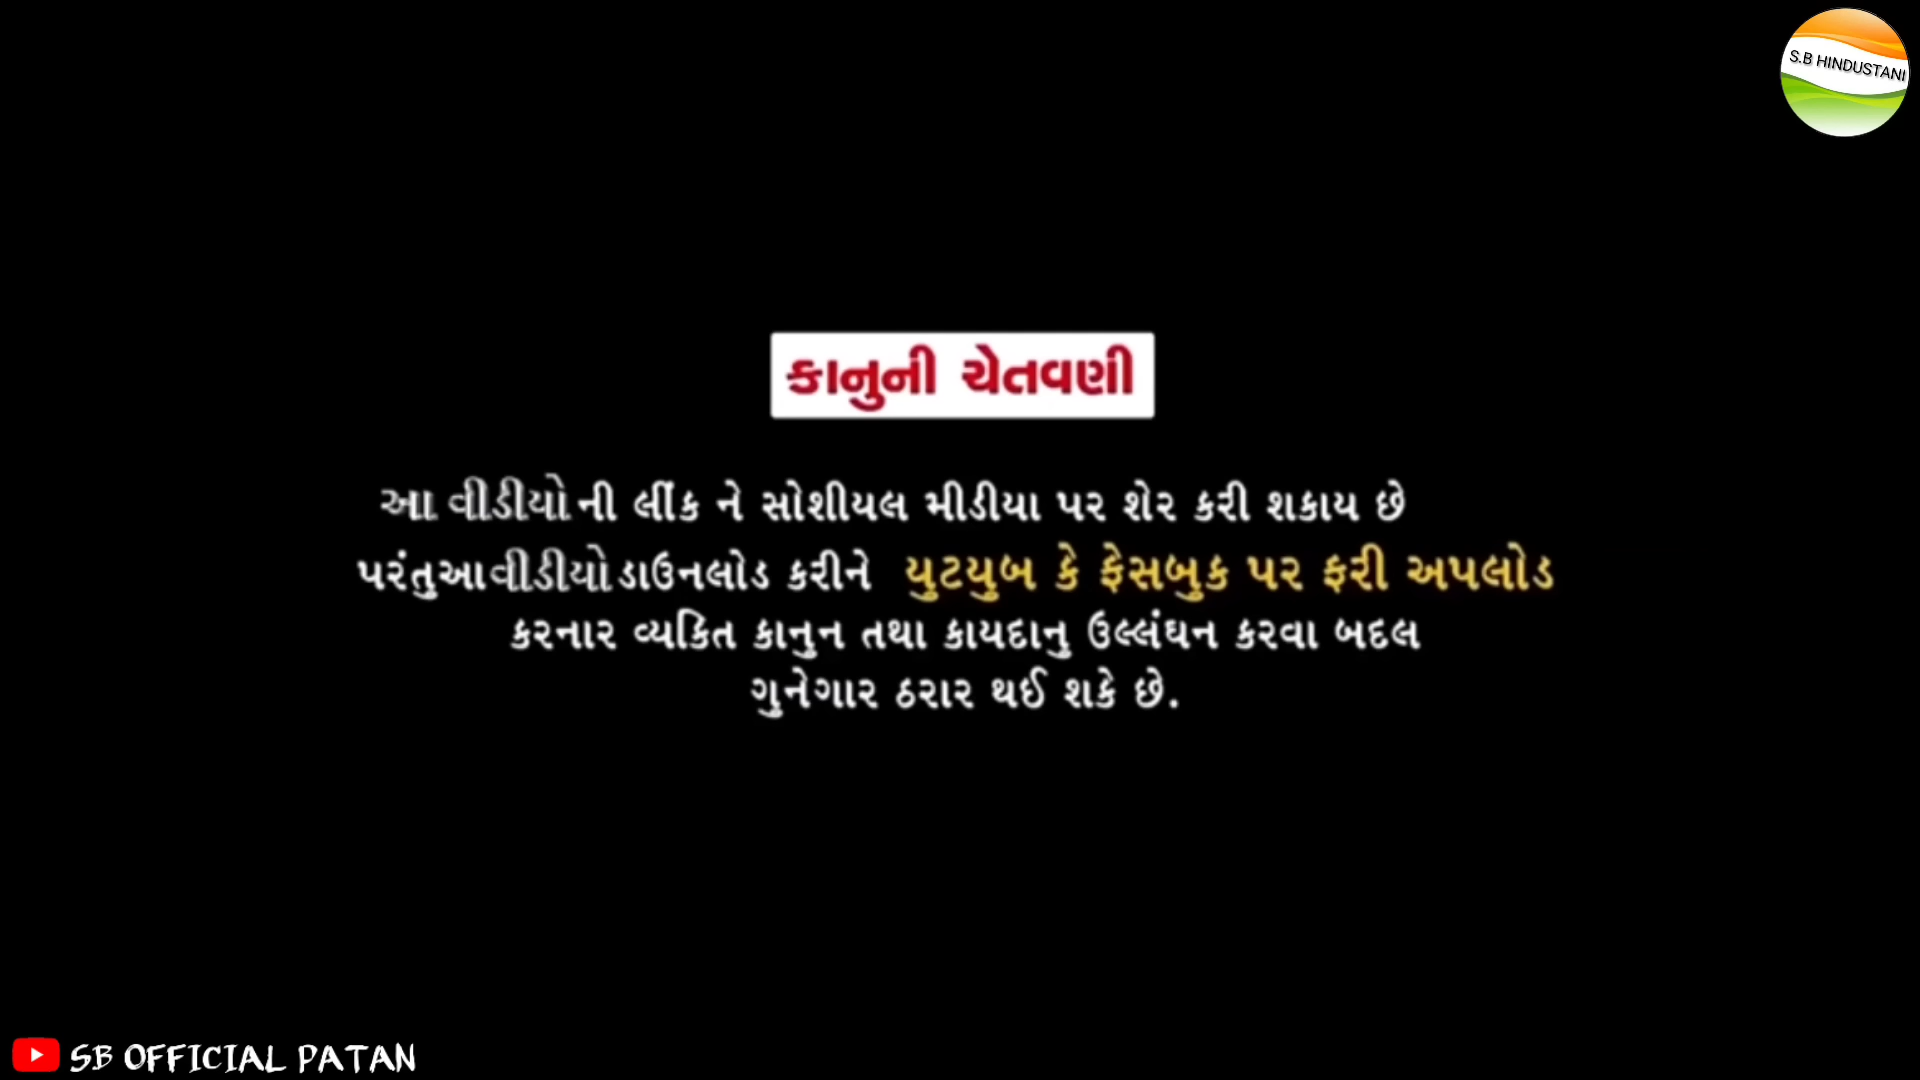 S.B HINDUSTANI
કાનુની ચેતવણી
આ વીડીયો ની લીંક ને સોશીયલ મીડીયા પર શેર કરી શકાય છે
પરંતુઆવીડીયો ડાઉનલોડ કરીને યુટયુબ કે ફેસબુક પર ફરી અપલોડ
કરનાર વ્યકિત કાનુન તથા કાયદાનુ ઉલ્લંઘન કરવા બદલ
ગુનેગાર ઠરાર થઈ શકે છે.
SB OFFICIAL PATAN